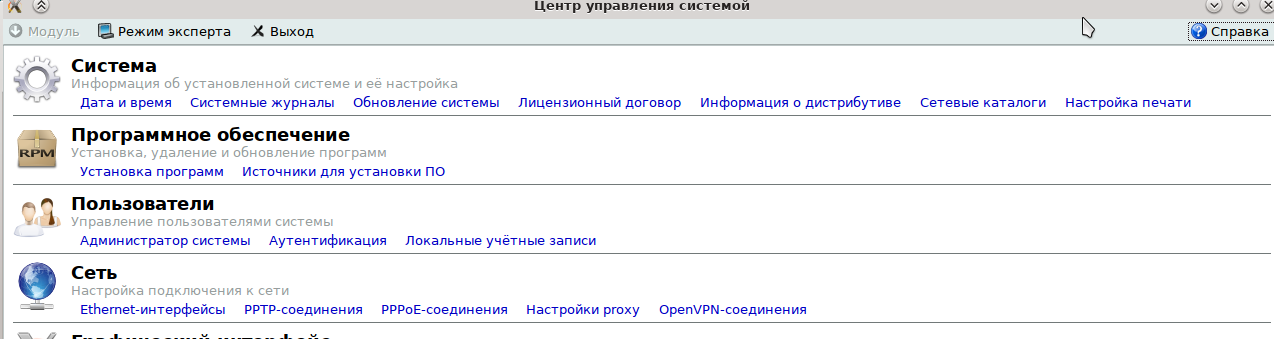 Центр управления системой
Модуль Режим эксперта Выход Справка
Система
Информация об установленной системе и её настройка
Дата и время Системные журналы Обновление системы Лицензионный договор Информация о дистрибутиве Сетевые каталоги Настройка печати
RPM
Программное обеспечение
Установка, удаление и обновление программ
Установка программ Источники для установки ПО
Пользователи
Управление пользователями системы
Администратор системы Аутентификация Локальные учётные записи
Сеть
Настройка подключения к сети
Ethernet-интерфейсы PPTP-соединения PPPoE-соединения Настройки proxy OpenVPN-соединения
Графический интерфейс